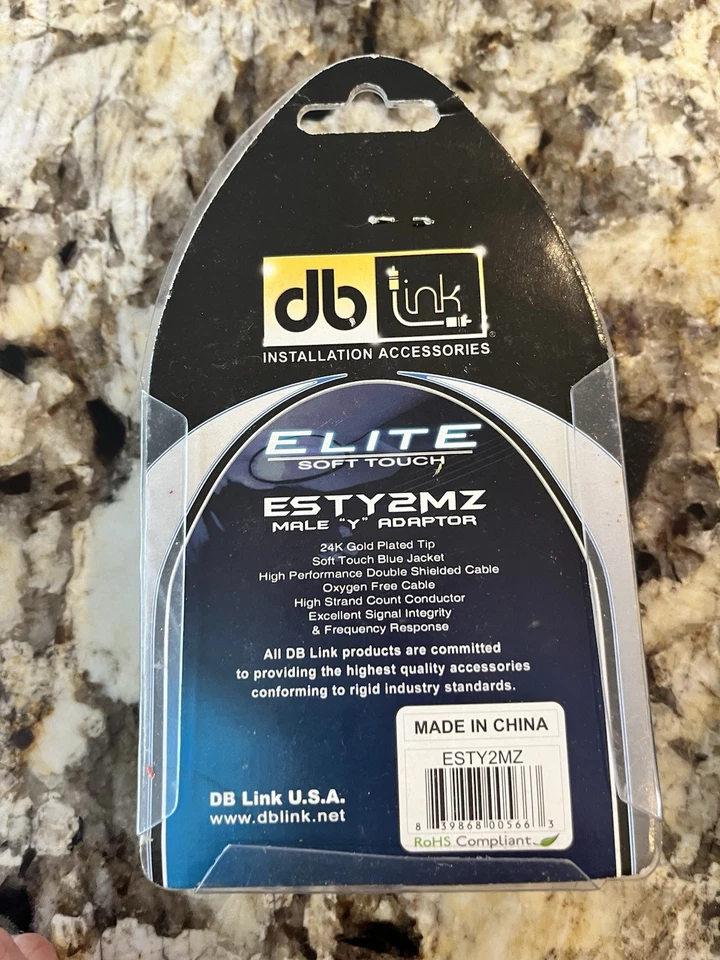 db Link®
INSTALLATION ACCESSORIES
ELITE
SOFT TOUCH
ESTY2MZ
MALE "Y" ADAPTOR
24K Gold Plated Tip
Soft Touch Blue Jacket
High Performance Double Shielded Cable
Oxygen Free Cable
High Strand Count Conductor
Excellent Signal Integrity
& Frequency Response
All DB Link products are committed
to providing the highest quality accessories
conforming to rigid industry standards.
MADE IN CHINA
ESTY2MZ
8 39868 00566 3
RoHS Compliant
DB Link U.S.A.
www.dblink.net